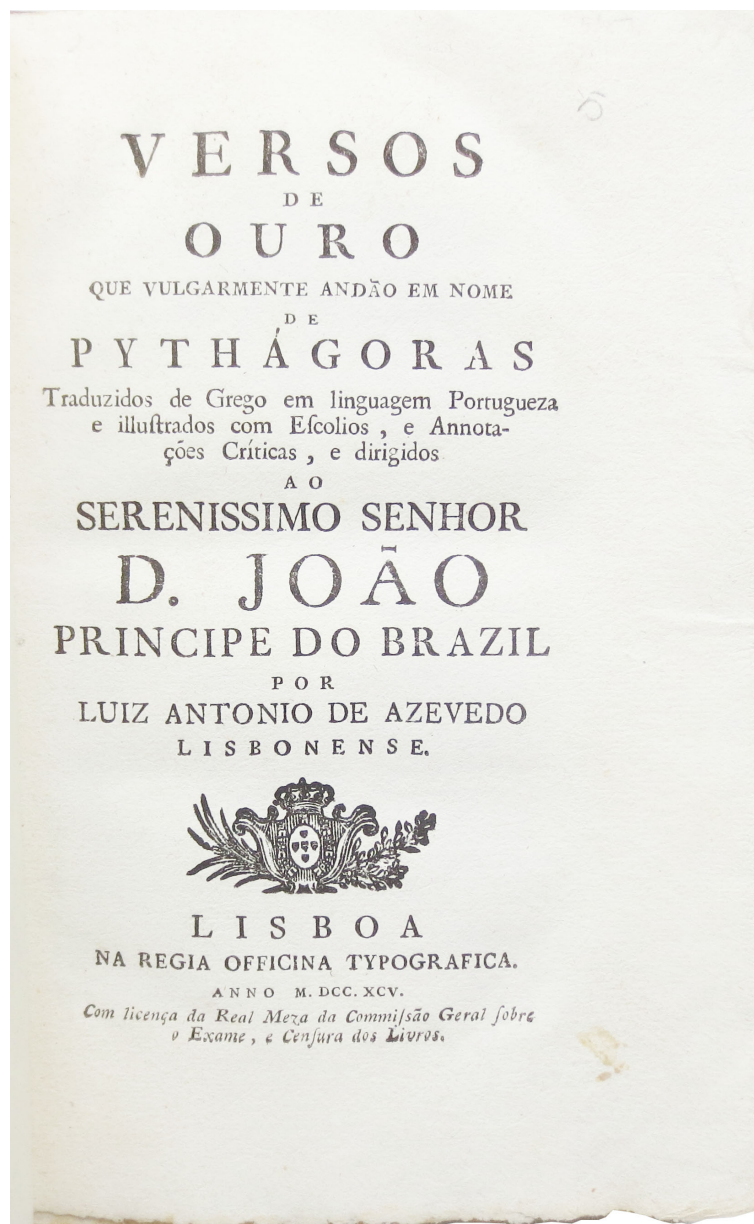 VERSOS
DE
OURO
QUE VULGARMENTE ANDÃO EM NOME
DE
PYTHÁGORAS
Traduzidos de Grego em linguagem Portugueza
e illuſtrados com Eſcolios, e Annota-
ções Críticas, e dirigidos
AO
SERENISSIMO SENHOR
D. JOÃO
PRINCIPE DO BRAZIL
POR
LUIZ ANTONIO DE AZEVEDO
LISBONENSE.
LISBOA
NA REGIA OFFICINA TYPOGRAFICA.
ANNO M. DCC. XCV.
Com licença da Real Meza da Commiſsão Geral ſobre
o Exame, e Cenſura dos Livros.